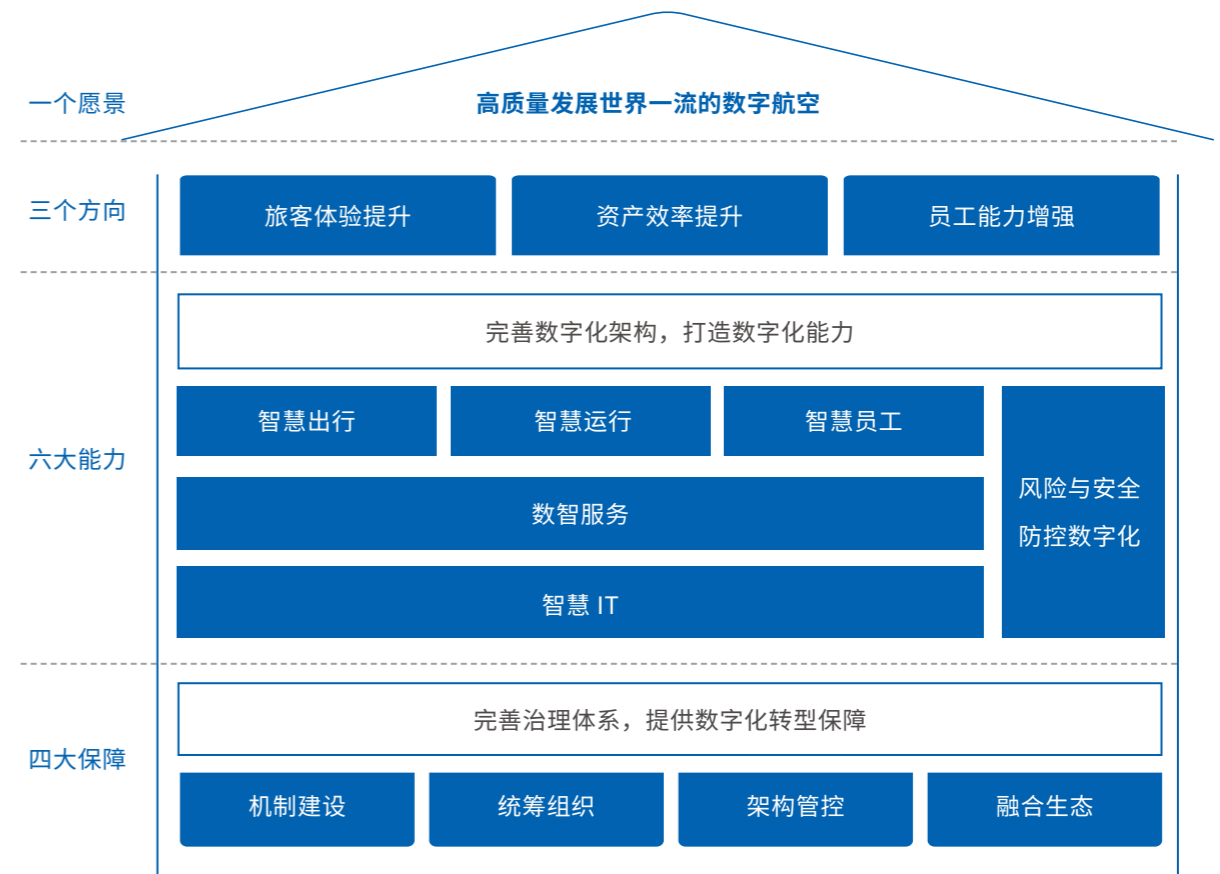 一个愿景
高质量发展世界一流的数字航空
三个方向
旅客体验提升
资产效率提升
员工能力增强
六大能力
完善数字化架构，打造数字化能力
智慧出行
智慧运行
智慧员工
数智服务
智慧 IT
风险与安全
防控数字化
四大保障
完善治理体系，提供数字化转型保障
机制建设
统筹组织
架构管控
融合生态